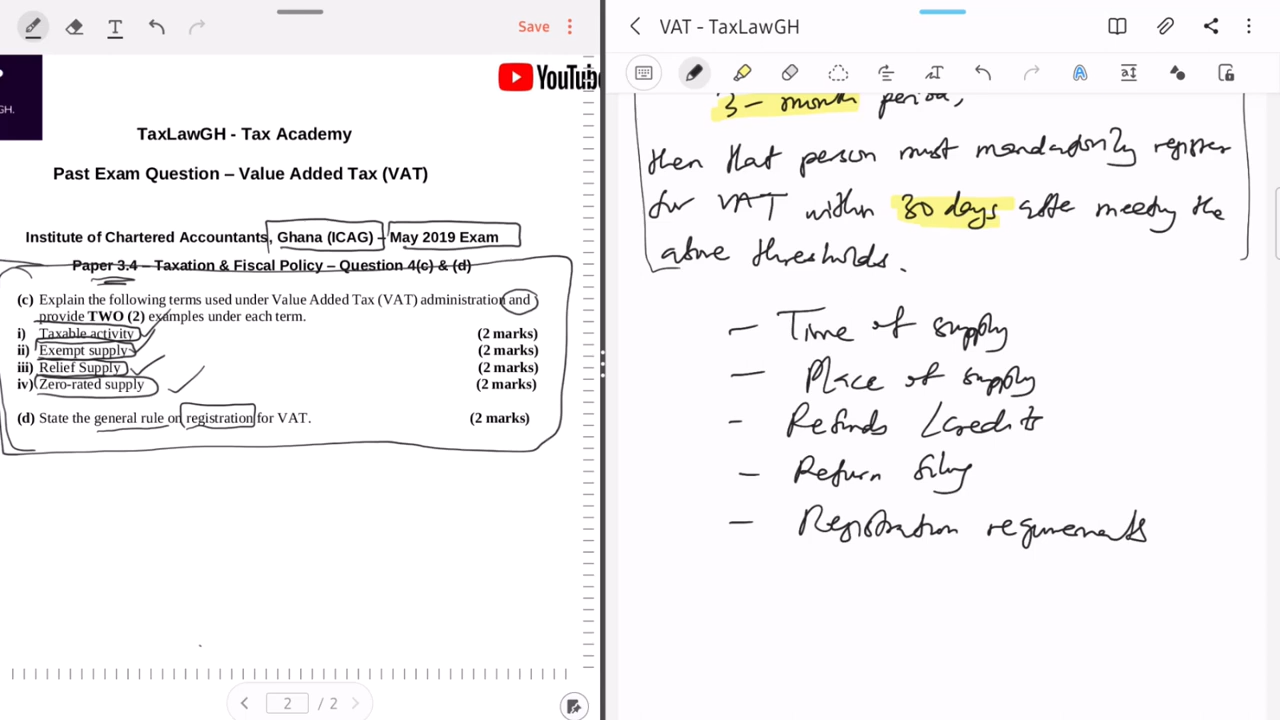 Save
YouTube
GH.
TaxLawGH - Tax Academy
Past Exam Question – Value Added Tax (VAT)
Institute of Chartered Accountants, Ghana (ICAG) – May 2019 Exam
Paper 3.4 – Taxation & Fiscal Policy – Question 4(c) & (d)
(c) Explain the following terms used under Value Added Tax (VAT) administration and
provide TWO (2) examples under each term.
i) Taxable activity (2 marks)
ii) Exempt supply (2 marks)
iii) Relief Supply (2 marks)
iv) Zero-rated supply (2 marks)
(d) State the general rule on registration for VAT. (2 marks)
2 / 2
VAT - TaxLawGH
3 - month period,
then that person must mandatorily register
for VAT within 30 days after meeting the
above thresholds.
- Time of supply
- Place of supply
- Refunds / Credits
- Return filing
- Registration requirements